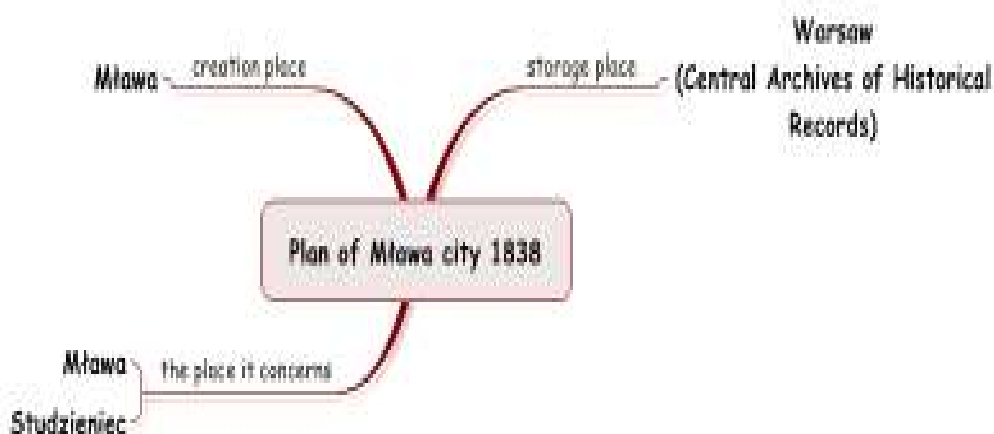 Warsaw
Mława creation place storage place (Central Archives of Historical
Records)
Plan of Mława city 1838
Mława the place it concerns
Studzieniec